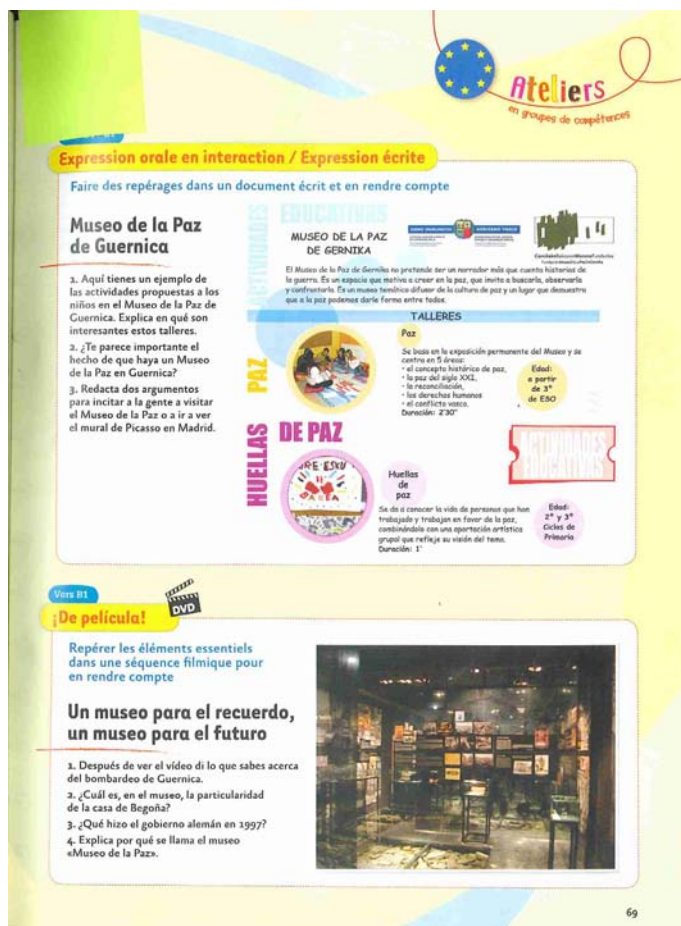 Ateliers
en groupes de compétences
Expression orale en interaction / Expression écrite
Faire des repérages dans un document écrit et en rendre compte
Museo de la Paz
de Guernica
1. Aquí tienes un ejemplo de
las actividades propuestas a los
niños en el Museo de la Paz de
Guernica. Explica en qué son
interesantes estos talleres.
2. ¿Te parece importante el
hecho de que haya un Museo
de la Paz en Guernica?
3. Redacta dos argumentos
para incitar a la gente a visitar
el Museo de la Paz o a ir a ver
el mural de Picasso en Madrid.
ACTIVIDADES
EDUCATIVAS
MUSEO DE LA PAZ
DE GERNIKA
EUSKO JAURLARITZA
GOBIERNO VASCO
El Museo de la Paz de Gernika no pretende ser un narrador más que cuenta historias de
la guerra. Es un espacio que motiva a creer en la paz, que invita a buscarla, observarla
y confrontarla. Es un museo temático difusor de la cultura de paz y un lugar que demuestra
que a la paz podemos darle forma entre todos.
TALLERES
PAZ
Paz
Se basa en la exposición permanente del Museo y se
centra en 5 áreas:
• el concepto histórico de paz,
• la paz del siglo XXI,
• la reconciliación,
• los derechos humanos
• el conflicto vasco.
Duración: 2'30"
Edad:
a partir
de 3º
de ESO
HUELLAS
DE PAZ
ACTIVIDADES
EDUCATIVAS
Huellas
de
paz
Se da a conocer la vida de personas que han
trabajado y trabajan en favor de la paz,
combinándolo con una aportación artística
grupal que refleje su visión del tema.
Duración: 1'
Edad:
2º y 3º
Ciclos de
Primaria
Vers B1
DVD
¡De película!
Repérer les éléments essentiels
dans une séquence filmique pour
en rendre compte
Un museo para el recuerdo,
un museo para el futuro
1. Después de ver el vídeo di lo que sabes acerca
del bombardeo de Guernica.
2. ¿Cuál es, en el museo, la particularidad
de la casa de Begoña?
3. ¿Qué hizo el gobierno alemán en 1997?
4. Explica por qué se llama el museo
«Museo de la Paz».
69